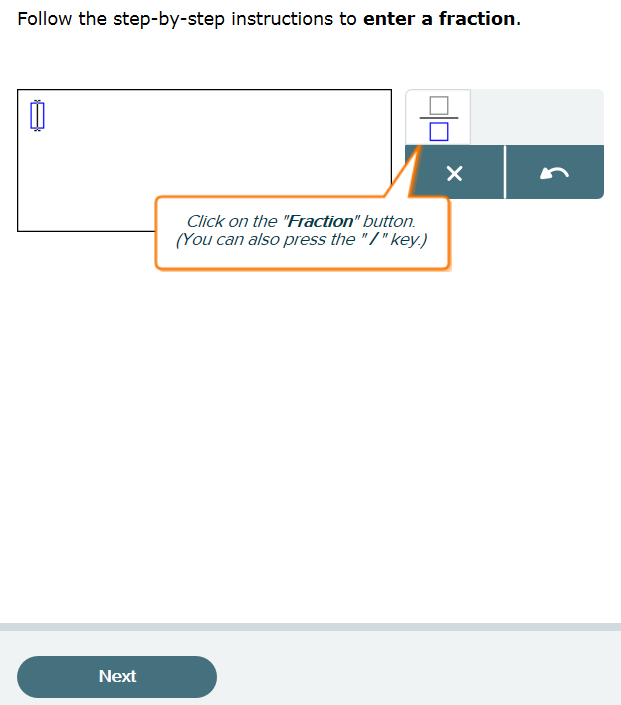 Follow the step-by-step instructions to enter a fraction.
Click on the "Fraction" button.
(You can also press the "/" key.)
Next